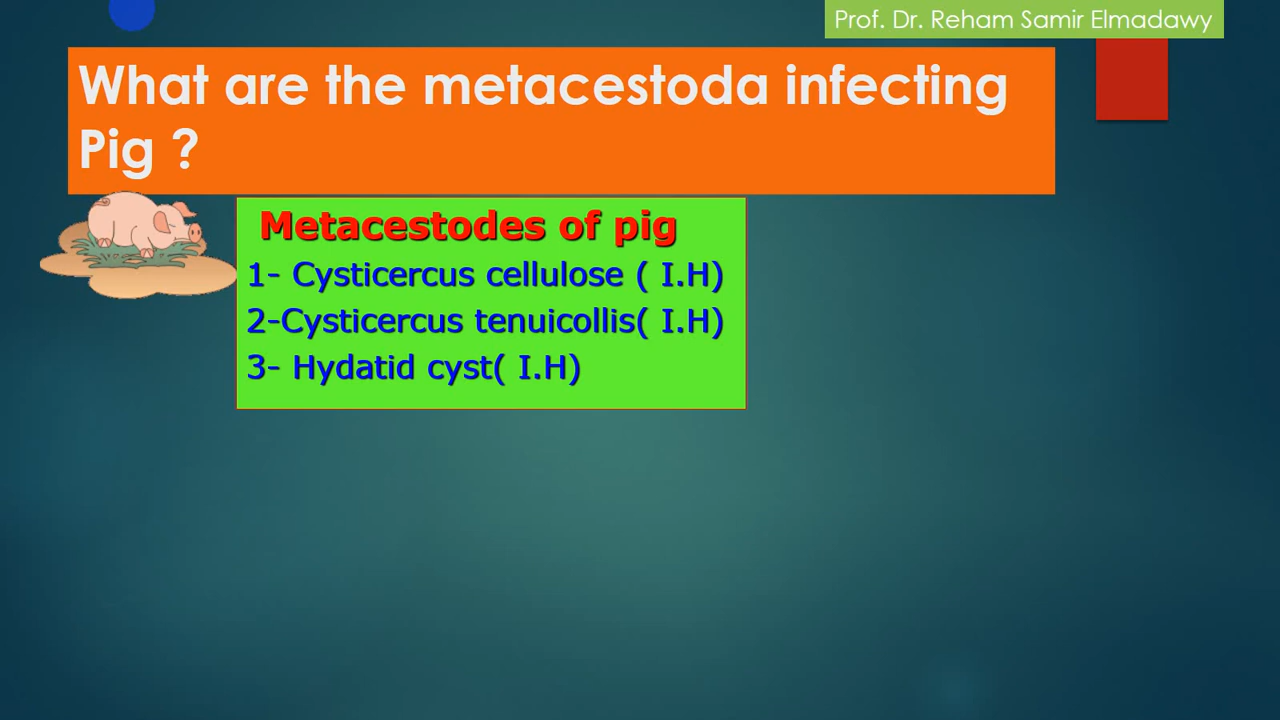 Prof. Dr. Reham Samir Elmadawy
What are the metacestoda infecting
Pig ?
Metacestodes of pig
1- Cysticercus cellulose ( I.H)
2-Cysticercus tenuicollis( I.H)
3- Hydatid cyst( I.H)